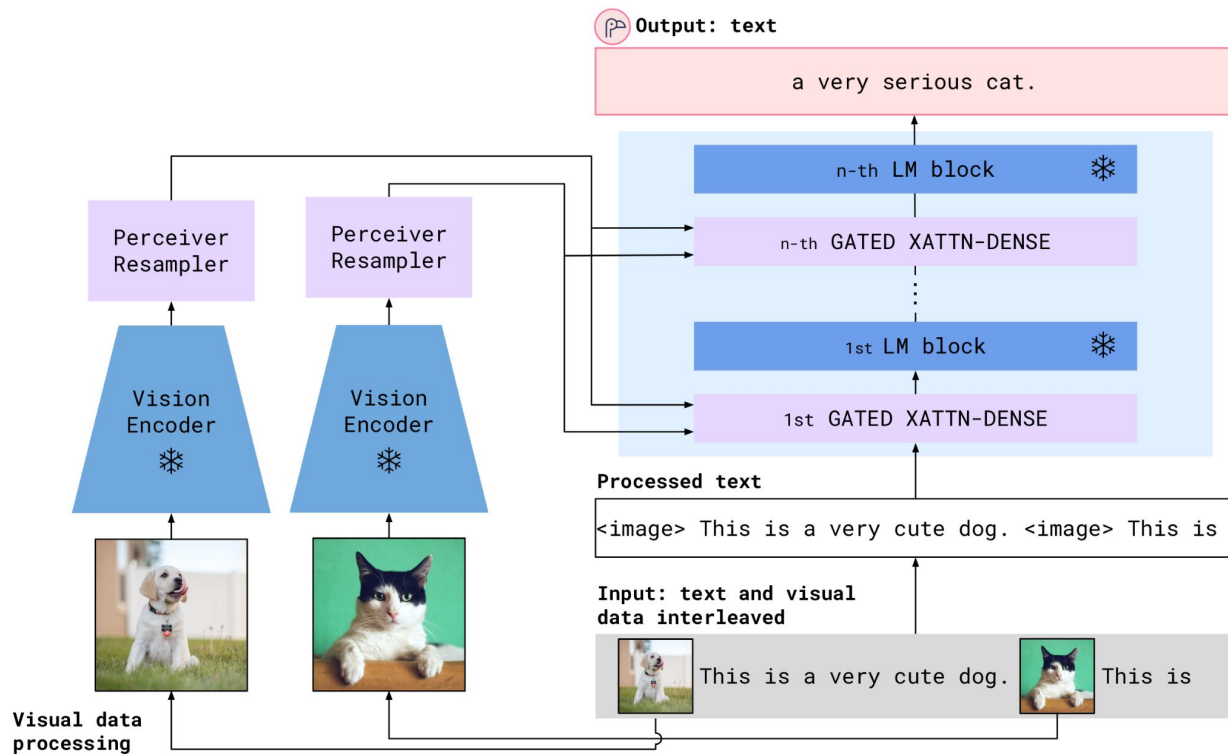 Output: text
a very serious cat.
n-th LM block
n-th GATED XATTN-DENSE
1st LM block
1st GATED XATTN-DENSE
Perceiver
Resampler
Perceiver
Resampler
Vision
Encoder
Vision
Encoder
Processed text
<image> This is a very cute dog. <image> This is
Input: text and visual
data interleaved
This is a very cute dog. This is
Visual data
processing